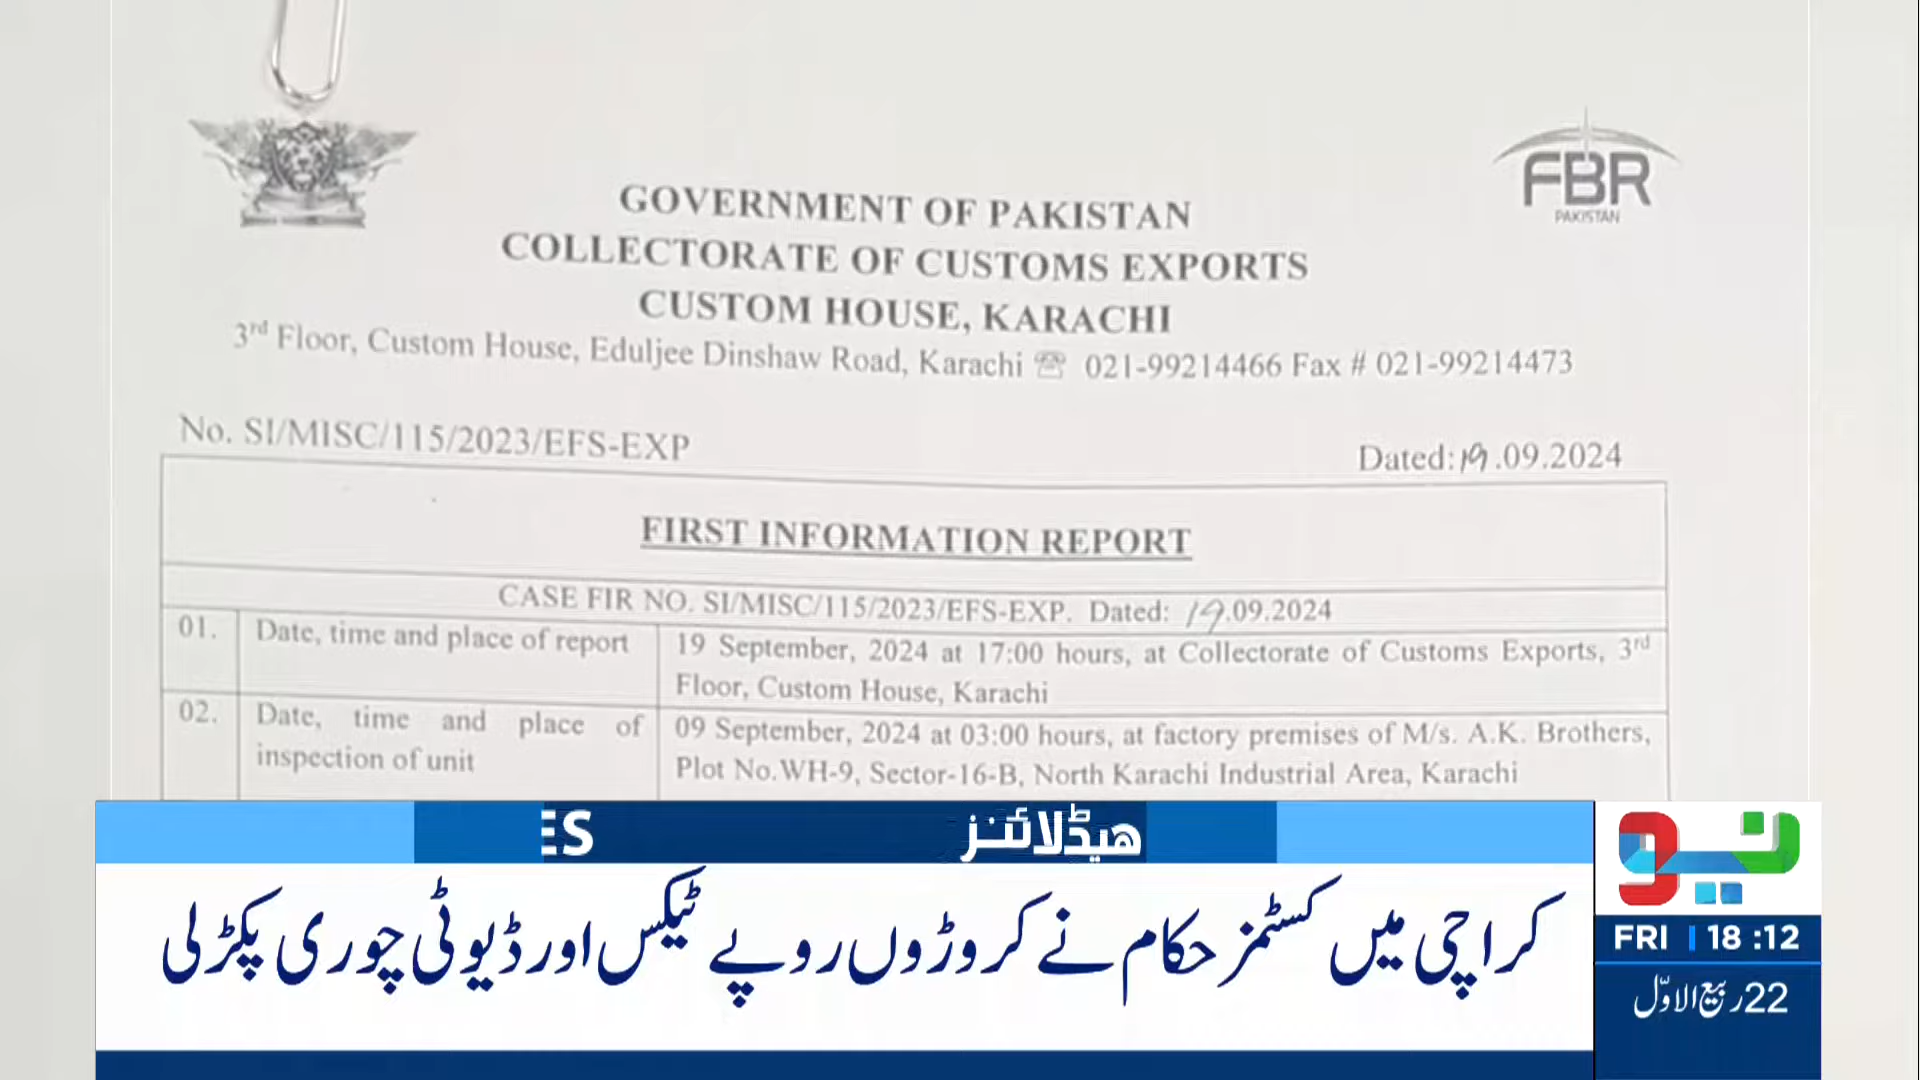 FBR
PAKISTAN
GOVERNMENT OF PAKISTAN
COLLECTORATE OF CUSTOMS EXPORTS
CUSTOM HOUSE, KARACHI
3rd Floor, Custom House, Eduljee Dinshaw Road, Karachi ☏ 021-99214466 Fax # 021-99214473
No. SI/MISC/115/2023/EFS-EXP
Dated:19.09.2024
FIRST INFORMATION REPORT
CASE FIR NO. SI/MISC/115/2023/EFS-EXP. Dated: 19.09.2024
01. Date, time and place of report
19 September, 2024 at 17:00 hours, at Collectorate of Customs Exports, 3rd
Floor, Custom House, Karachi
02. Date, time and place of
inspection of unit
09 September, 2024 at 03:00 hours, at factory premises of M/s. A.K. Brothers,
Plot No.WH-9, Sector-16-B, North Karachi Industrial Area, Karachi
ES
ہیڈلائنز
کراچی میں کسٹمز حکام نے کروڑوں روپے ٹیکس اور ڈیوٹی چوری پکڑ لی
نیو
FRI 18:12
22 ربیع الاوّل